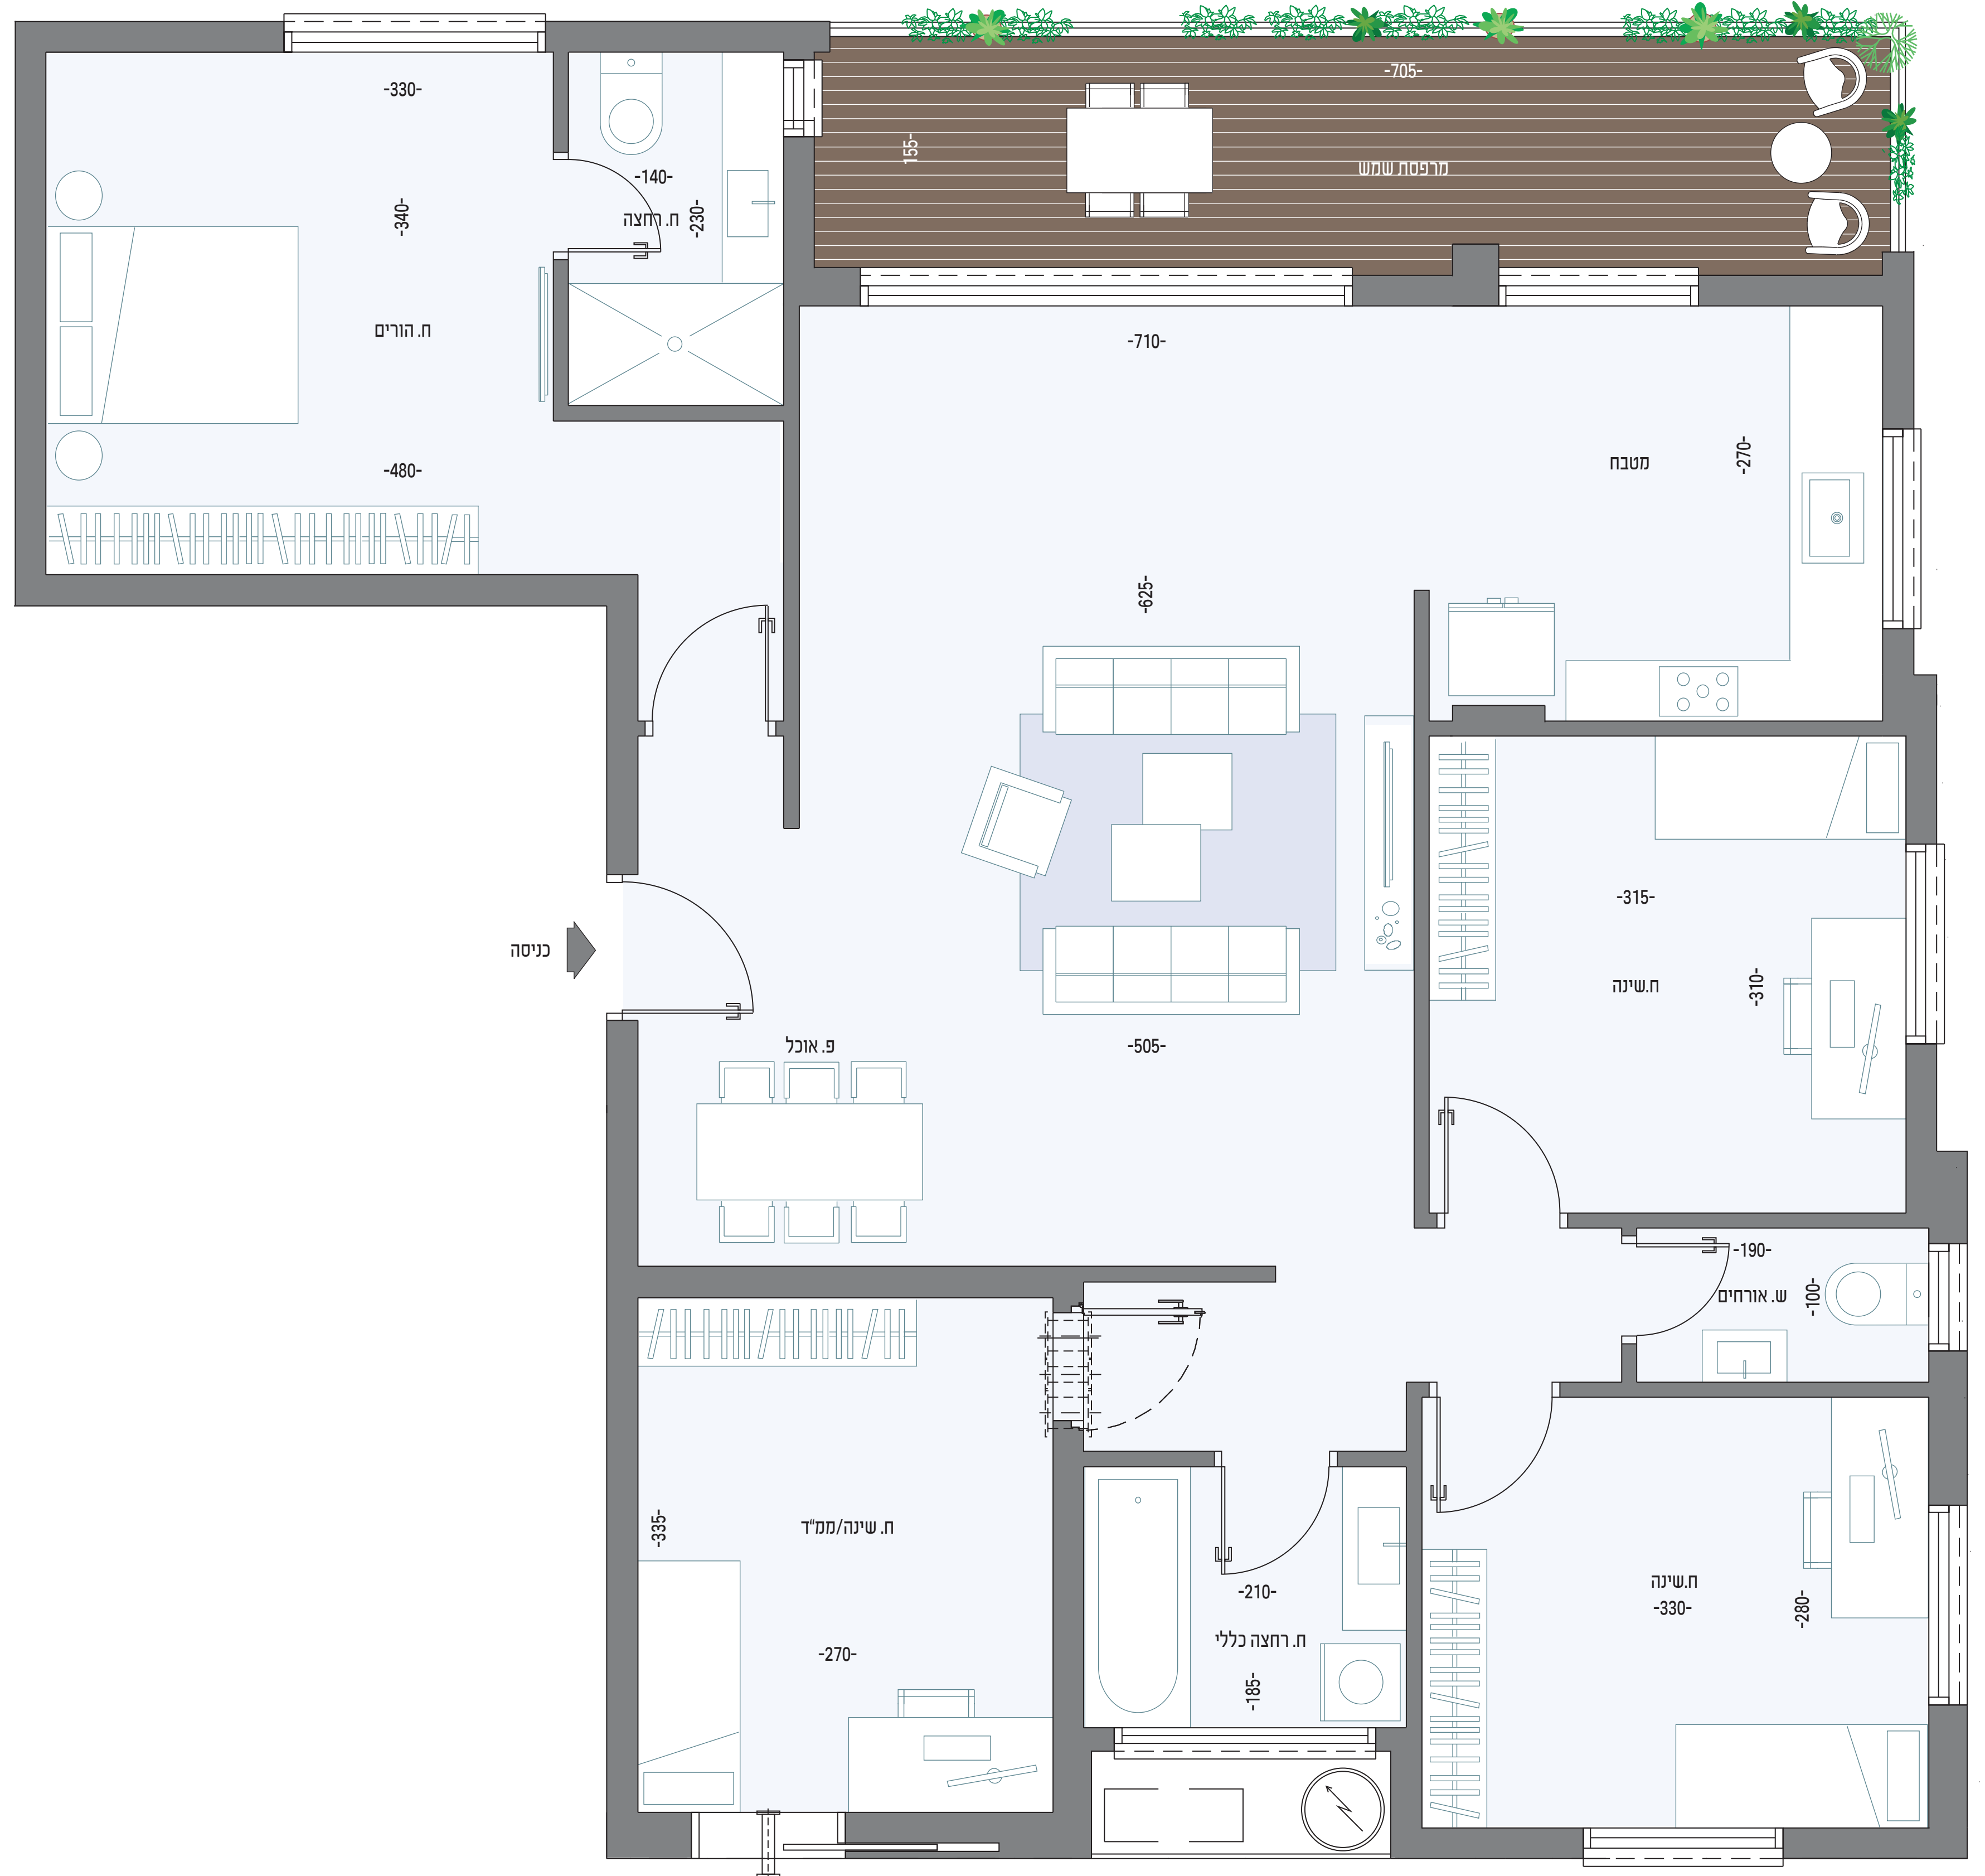 -705-
-155-
מרפסת שמש
-330-
-340-
-140-
ח. רחצה
-230-
ח. הורים
-480-
-710-
-625-
מטבח
-270-
-315-
ח.שינה
-310-
כניסה
פ. אוכל
-505-
-190-
ש. אורחים
-100-
ח. שינה/ממ"ד
-335-
-270-
-210-
ח. רחצה כללי
-185-
ח.שינה
-330-
-280-